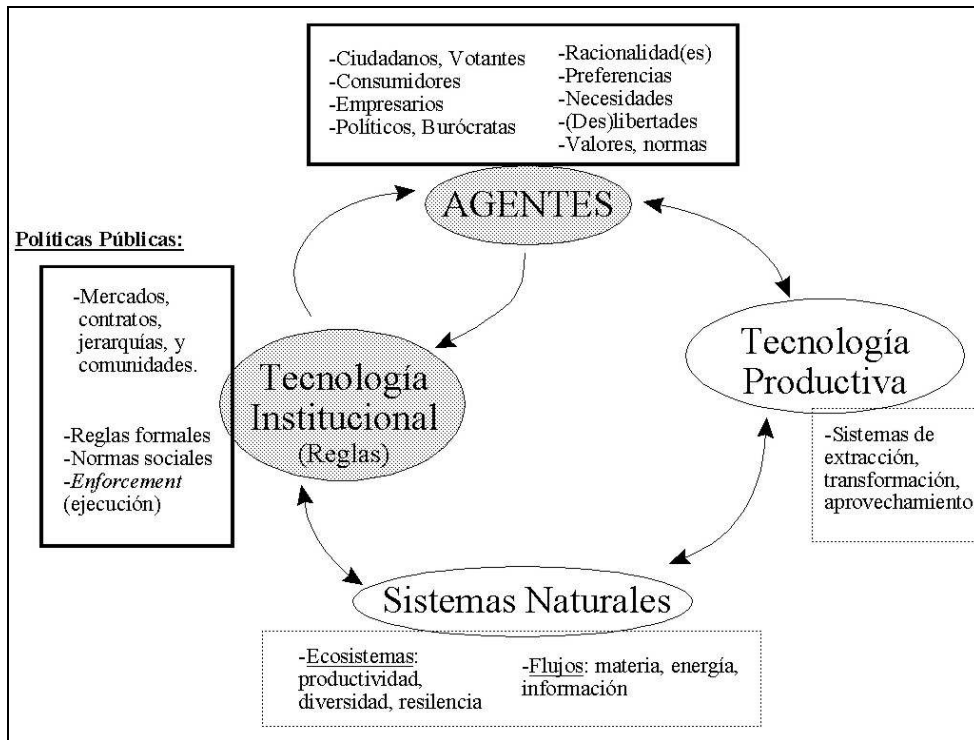 -Ciudadanos, Votantes
-Consumidores
-Empresarios
-Políticos, Burócratas
-Racionalidad(es)
-Preferencias
-Necesidades
-(Des)libertades
-Valores, normas
AGENTES
Políticas Públicas:
-Mercados,
contratos,
jerarquías, y
comunidades.
-Reglas formales
-Normas sociales
-Enforcement
(ejecución)
Tecnología
Institucional
(Reglas)
Tecnología
Productiva
-Sistemas de
extracción,
transformación,
aprovechamiento
Sistemas Naturales
-Ecosistemas:
productividad,
diversidad, resilencia
-Flujos: materia, energía,
información